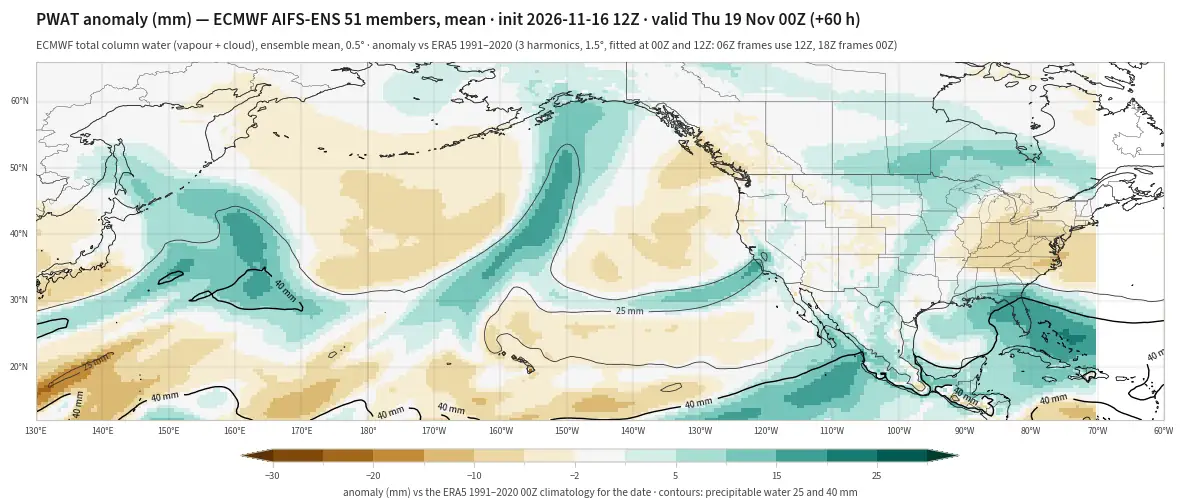 PWAT anomaly (mm) — ECMWF AIFS-ENS 51 members, mean · init 2026-11-16 12Z · valid Thu 19 Nov 00Z (+60 h)
ECMWF total column water (vapour + cloud), ensemble mean, 0.5° · anomaly vs ERA5 1991–2020 (3 harmonics, 1.5°, fitted at 00Z and 12Z: 06Z frames use 12Z, 18Z frames 00Z)
60°N
50°N
40°N
40 mm
30°N
25 mm
40 m
25 mm
20°N
40 mm
40 mm
40 mm
40 mm
40 mm
40 mm
40 mm
40 mm
130°E 140°E 150°E 160°E 170°E 180° 170°W 160°W 150°W 140°W 130°W 120°W 110°W 100°W 90°W 80°W 70°W 60°W
−30 −20 −10 −2 5 15 25
anomaly (mm) vs the ERA5 1991–2020 00Z climatology for the date · contours: precipitable water 25 and 40 mm